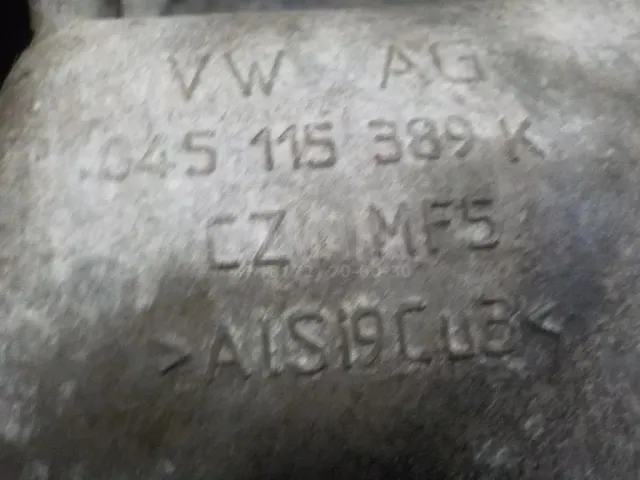 VW AG
045 115 389 K
CZ MF5
>AlSi9Cu3<